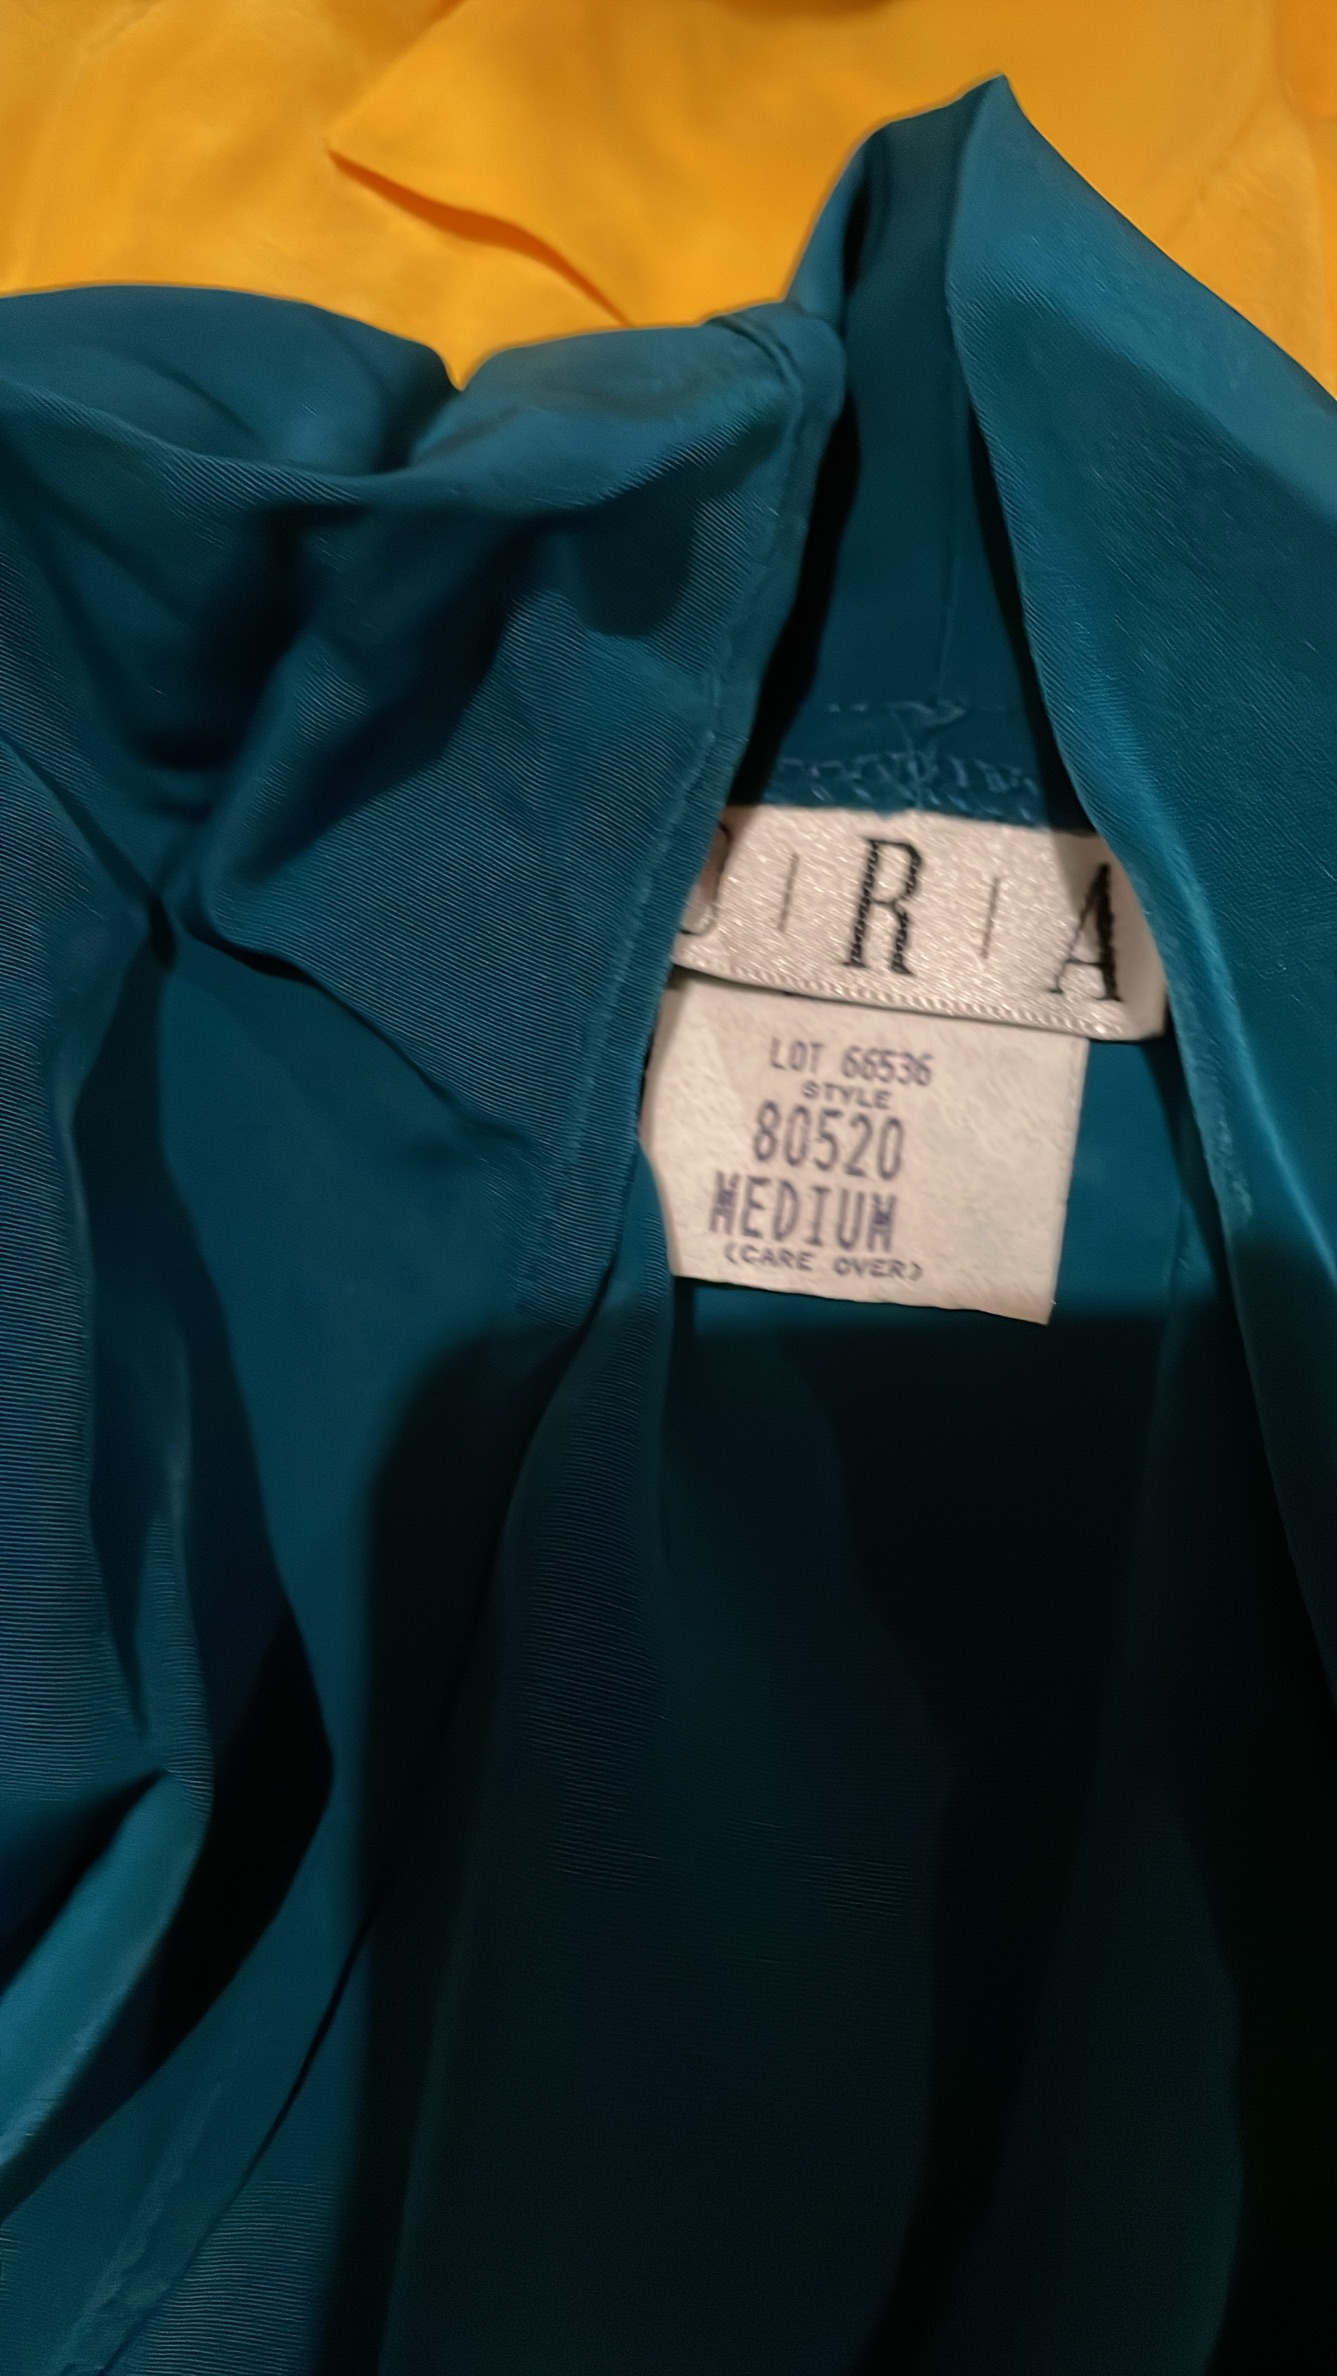 R | A
LOT 66536
STYLE
80520
MEDIUM
(CARE OVER)